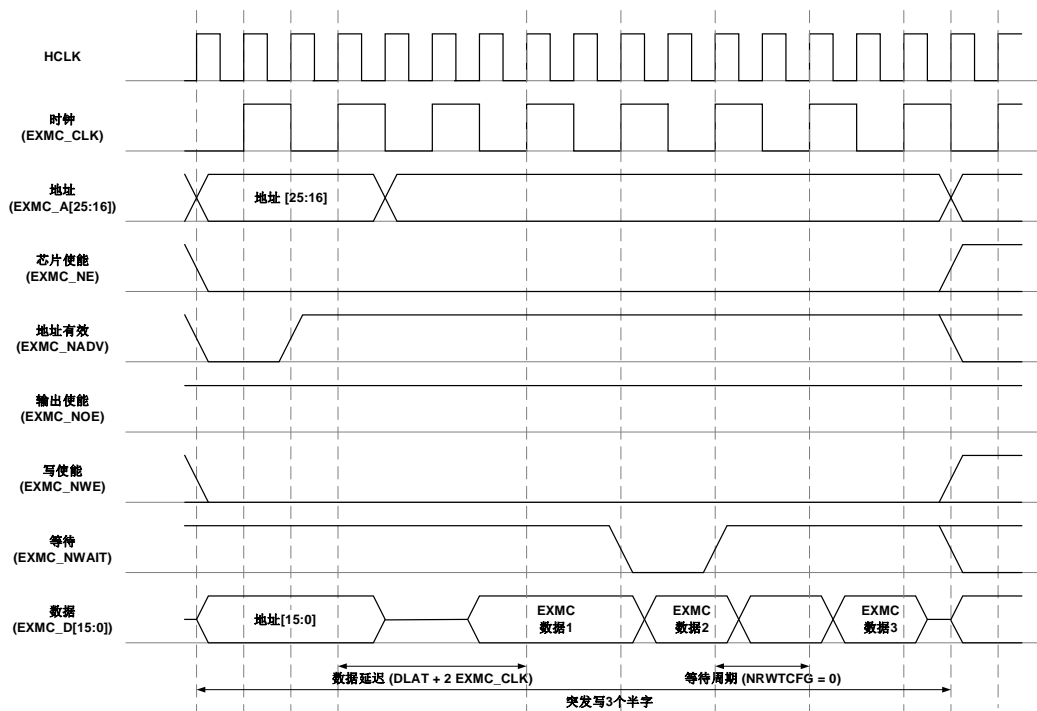 HCLK
时钟
(EXMC_CLK)
地址
(EXMC_A[25:16])
地址 [25:16]
芯片使能
(EXMC_NE)
地址有效
(EXMC_NADV)
输出使能
(EXMC_NOE)
写使能
(EXMC_NWE)
等待
(EXMC_NWAIT)
数据
(EXMC_D[15:0])
地址[15:0]
EXMC
数据1
EXMC
数据2
EXMC
数据3
数据延迟 (DLAT + 2 EXMC_CLK)
等待周期 (NRWTCFG = 0)
突发写3个半字